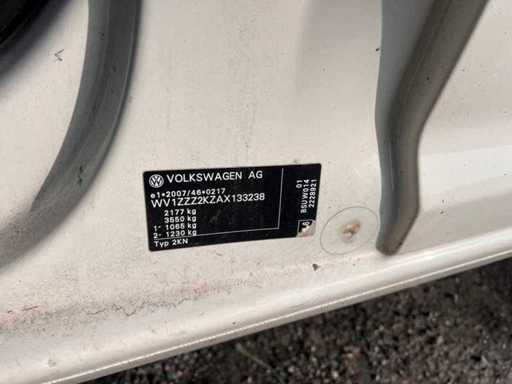 VOLKSWAGEN AG
e1*2007/46*0217
WV1ZZZ2KZAX133238
2177 kg
3550 kg
1- 1065 kg
2- 1230 kg
Typ 2KN
01
BSUW014
2228921